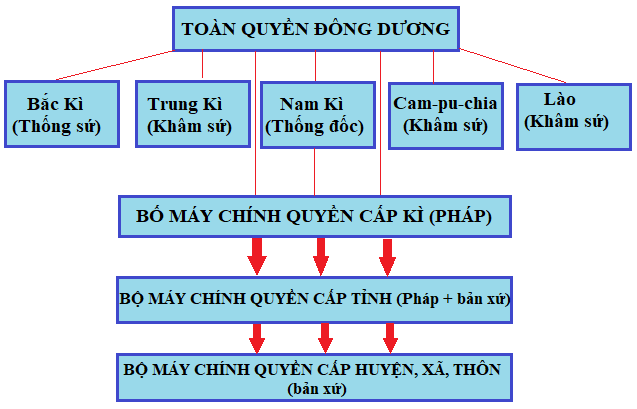 TOÀN QUYỀN ĐÔNG DƯƠNG
Bắc Kì
(Thống sứ)
Trung Kì
(Khâm sứ)
Nam Kì
(Thống đốc)
Cam-pu-chia
(Khâm sứ)
Lào
(Khâm sứ)
BỐ MÁY CHÍNH QUYỀN CẤP KÌ (PHÁP)
BỘ MÁY CHÍNH QUYỀN CẤP TỈNH (Pháp + bản xứ)
BỘ MÁY CHÍNH QUYỀN CẤP HUYỆN, XÃ, THÔN
(bản xứ)